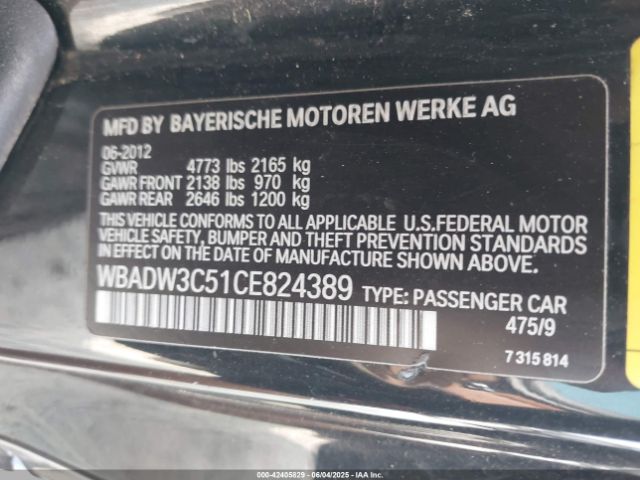 MFD BY BAYERISCHE MOTOREN WERKE AG
06-2012
GVWR 4773 lbs 2165 kg
GAWR FRONT 2138 lbs 970 kg
GAWR REAR 2646 lbs 1200 kg
THIS VEHICLE CONFORMS TO ALL APPLICABLE U.S.FEDERAL MOTOR
VEHICLE SAFETY, BUMPER AND THEFT PREVENTION STANDARDS
IN EFFECT ON THE DATE OF MANUFACTURE SHOWN ABOVE.
WBADW3C51CE824389 TYPE: PASSENGER CAR
475/9
7 315 814
000-42405829 - 06/04/2025 - IAAI.COM